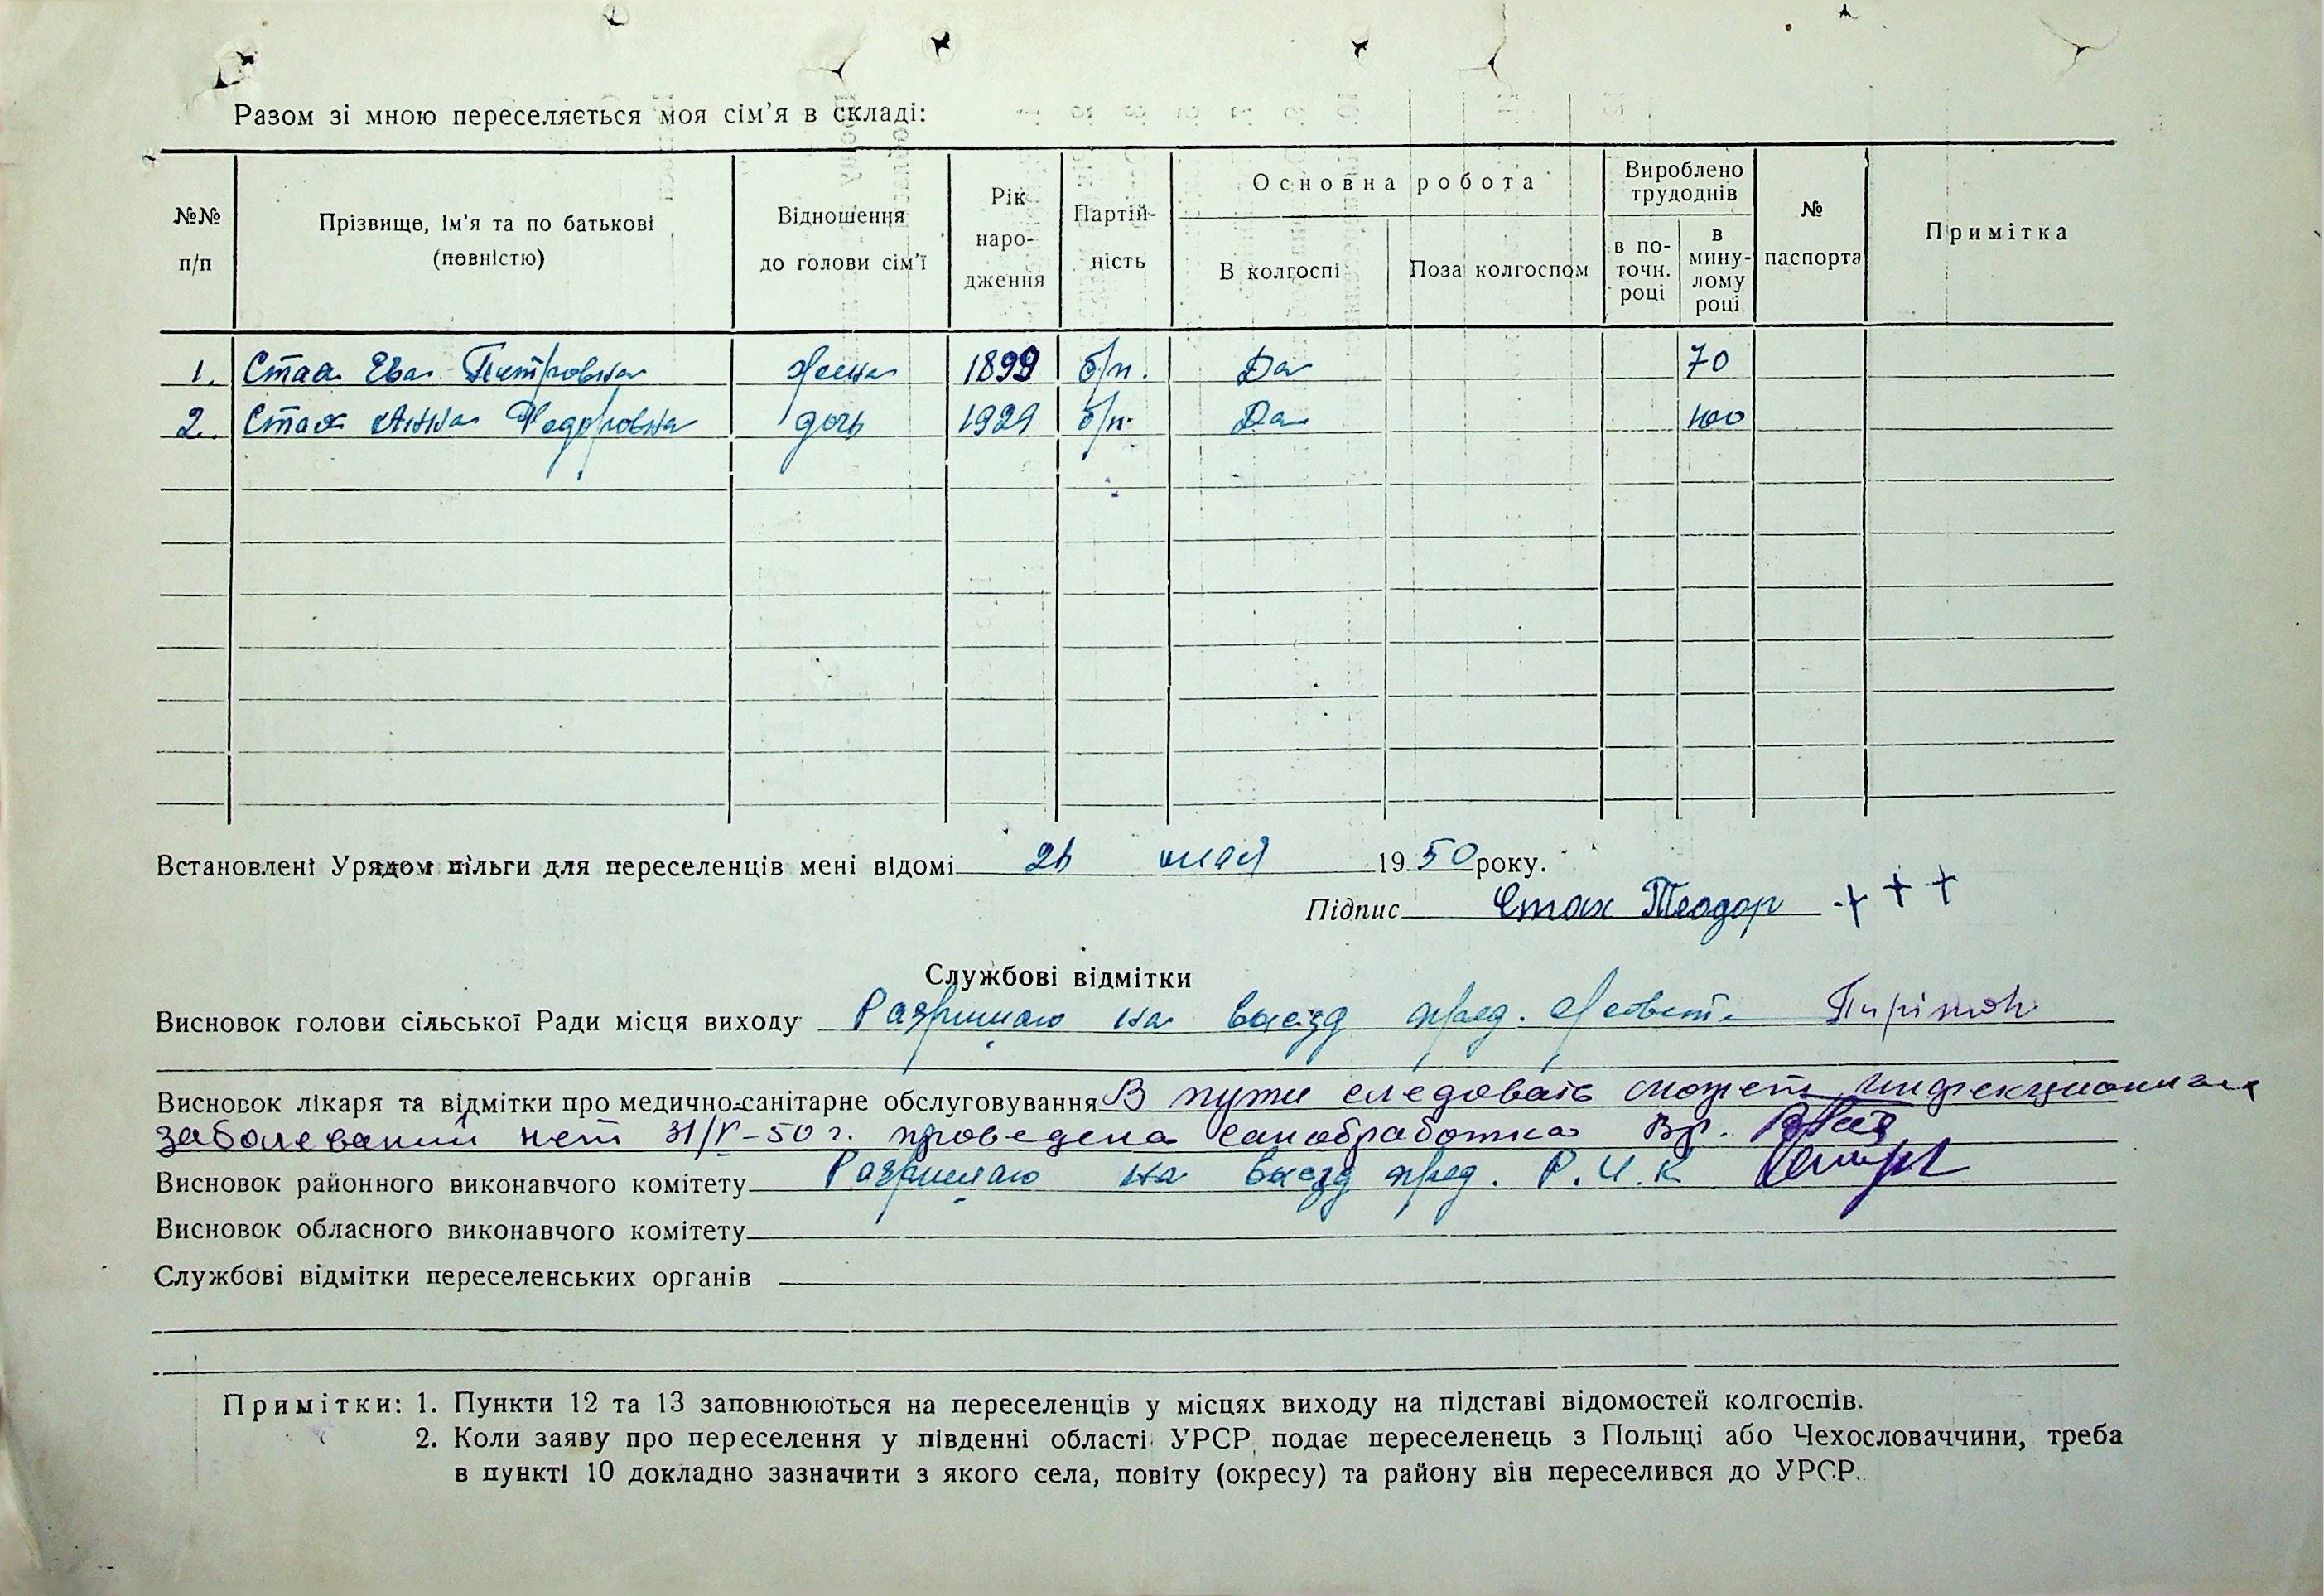 Разом зі мною переселяється моя сім'я в складі:
№№ п/п
Прізвище, ім'я та по батькові (повністю)
Відношення до голови сім'ї
Рік народження
Партійність
Основна робота
В колгоспі
Поза колгоспом
Вироблено трудоднів
в поточн. році
в минулому році
№ паспорта
Примітка
1. Стах Ева Петровна жена 1899 б/п. Да 70
2. Стах Анна Федоровна дочь 1929 б/п. Да 100
Встановлені Урядом пільги для переселенців мені відомі 26 мая 1950 року.
Підпис Стах Теодор +++
Службові відмітки
Висновок голови сільської Ради місця виходу Разришаю на виезд пред. с/совета
Висновок лікаря та відмітки про медично-санітарне обслуговування В пути следовать может, инфекционных
заболеваний нет 31/V-50 г. проведена санобработка Вр.
Висновок районного виконавчого комітету Разришаю на виезд пред. Р.И.К
Висновок обласного виконавчого комітету
Службові відмітки переселенських органів
Примітки: 1. Пункти 12 та 13 заповнюються на переселенців у місцях виходу на підставі відомостей колгоспів.
2. Коли заяву про переселення у південні області УРСР подає переселенець з Польщі або Чехословаччини, треба
в пункті 10 докладно зазначити з якого села, повіту (округу) та району він переселився до УРСР.